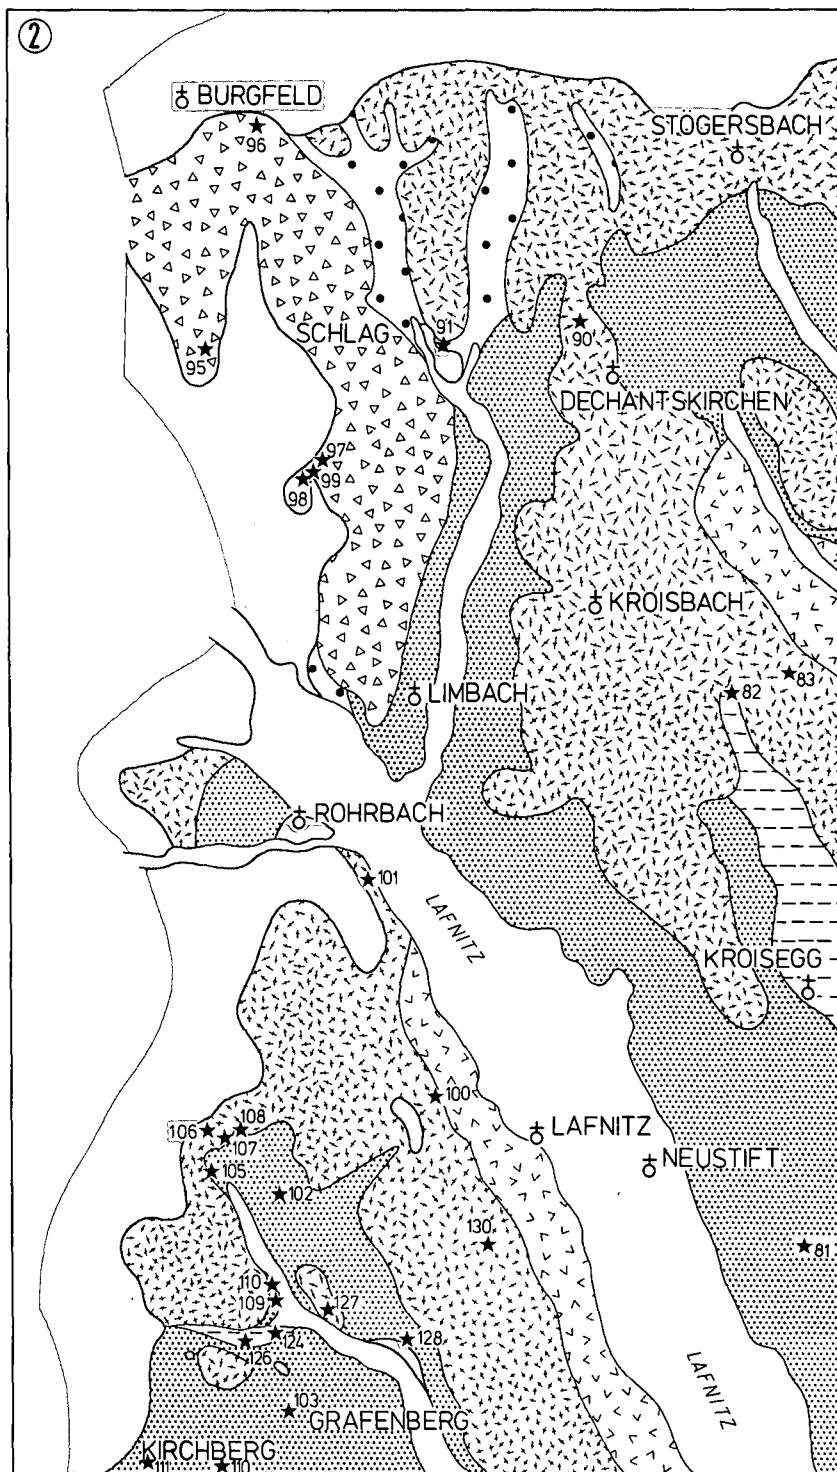 2
BURGFELD
96
STÖGERSBACH
SCHLAG
91
90
95
DECHANTSKIRCHEN
97
99
98
KROISBACH
83
82
LIMBACH
ROHRBACH
101
LAFNITZ
KROISEGG
100
108
106
107
LAFNITZ
NEUSTIFT
105
102
130
81
110
109
127
124
128
126
103
GRAFENBERG
LAFNITZ
KIRCHBERG
111
110